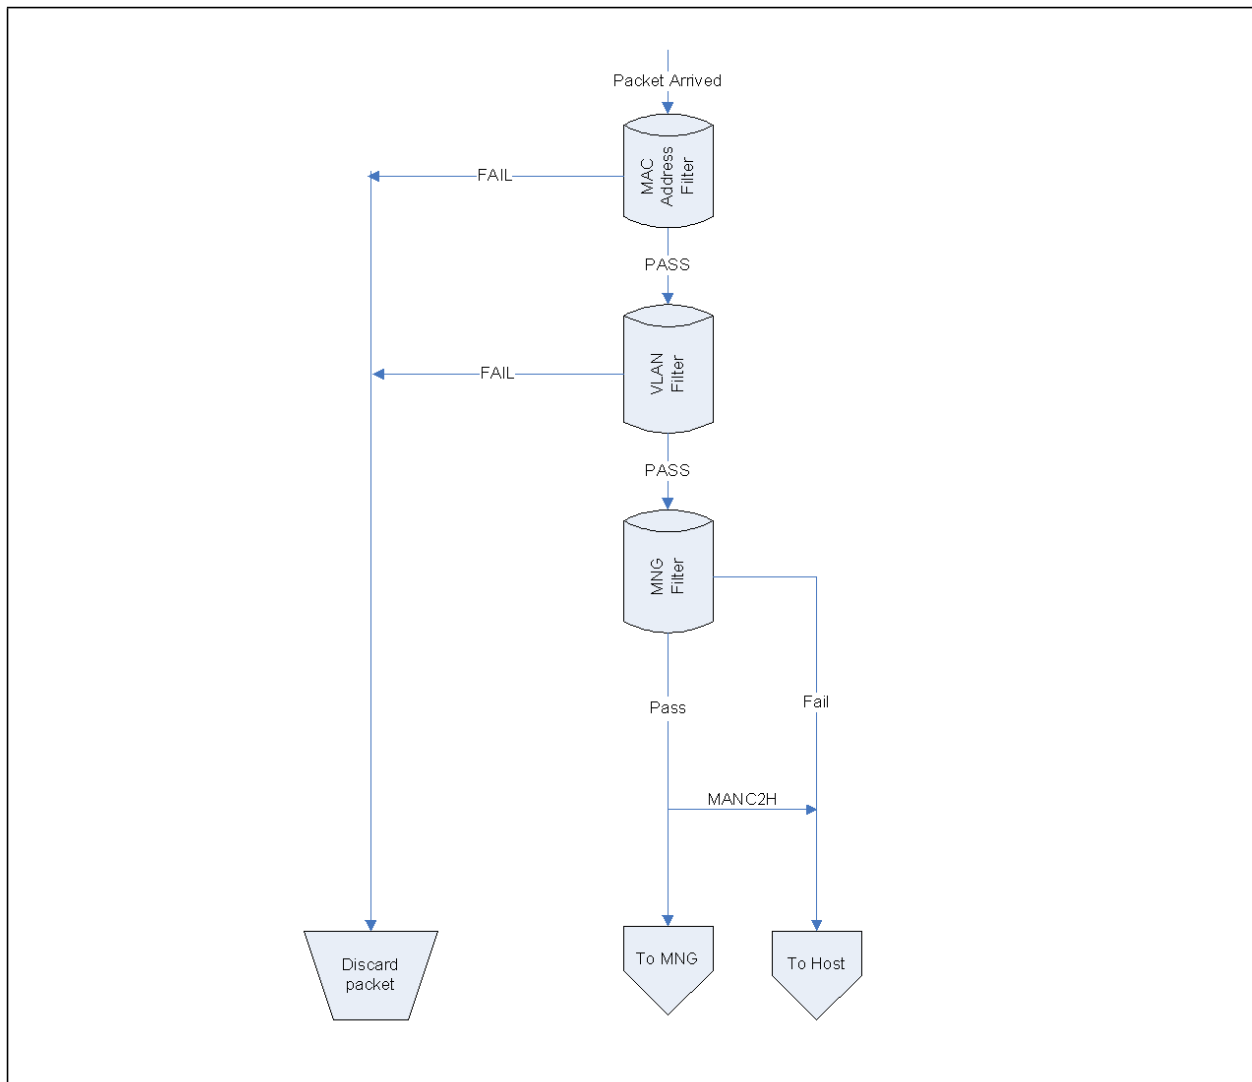 Packet Arrived
MAC
Address
Filter
FAIL
PASS
VLAN
Filter
FAIL
PASS
MNG
Filter
Pass
Fail
MANC2H
Discard
packet
To MNG
To Host